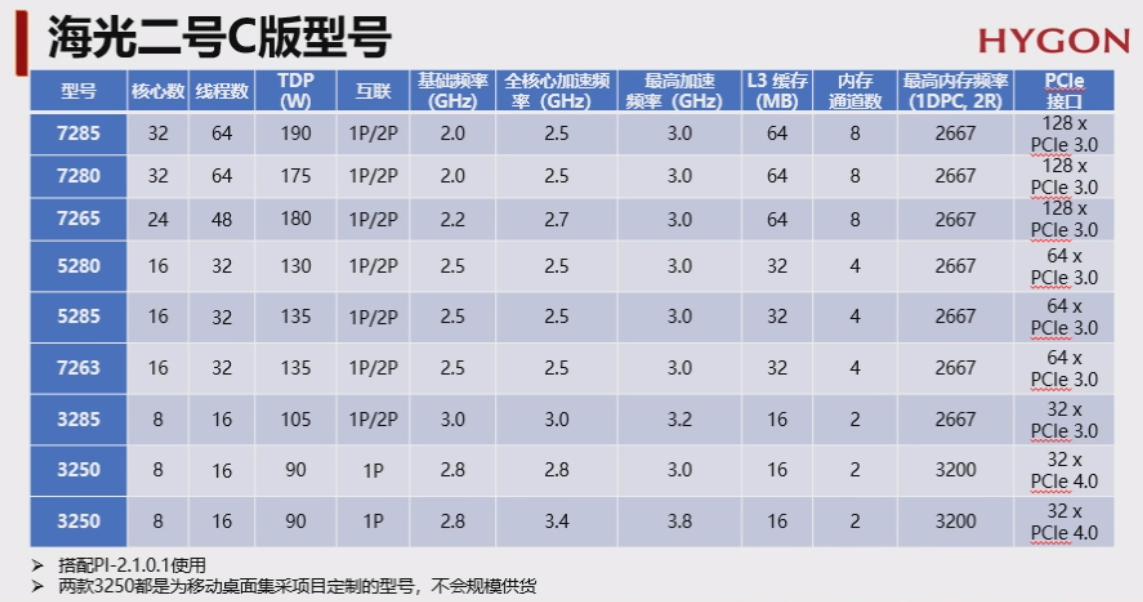 海光二号C版型号
HYGON
型号 核心数 线程数 TDP (W) 互联 基础频率 (GHz) 全核心加速频率 (GHz) 最高加速频率 (GHz) L3 缓存 (MB) 内存通道数 最高内存频率 (1DPC, 2R) PCIe 接口
7285 32 64 190 1P/2P 2.0 2.5 3.0 64 8 2667 128 x PCIe 3.0
7280 32 64 175 1P/2P 2.0 2.5 3.0 64 8 2667 128 x PCIe 3.0
7265 24 48 180 1P/2P 2.2 2.7 3.0 64 8 2667 128 x PCIe 3.0
5280 16 32 130 1P/2P 2.5 2.5 3.0 32 4 2667 64 x PCIe 3.0
5285 16 32 135 1P/2P 2.5 2.5 3.0 32 4 2667 64 x PCIe 3.0
7263 16 32 135 1P/2P 2.5 2.5 3.0 32 4 2667 64 x PCIe 3.0
3285 8 16 105 1P/2P 3.0 3.0 3.2 16 2 2667 32 x PCIe 3.0
3250 8 16 90 1P 2.8 2.8 3.0 16 2 3200 32 x PCIe 4.0
3250 8 16 90 1P 2.8 3.4 3.8 16 2 3200 32 x PCIe 4.0
➢ 搭配PI-2.1.0.1使用
➢ 两款3250都是为移动桌面集采项目定制的型号，不会规模供货